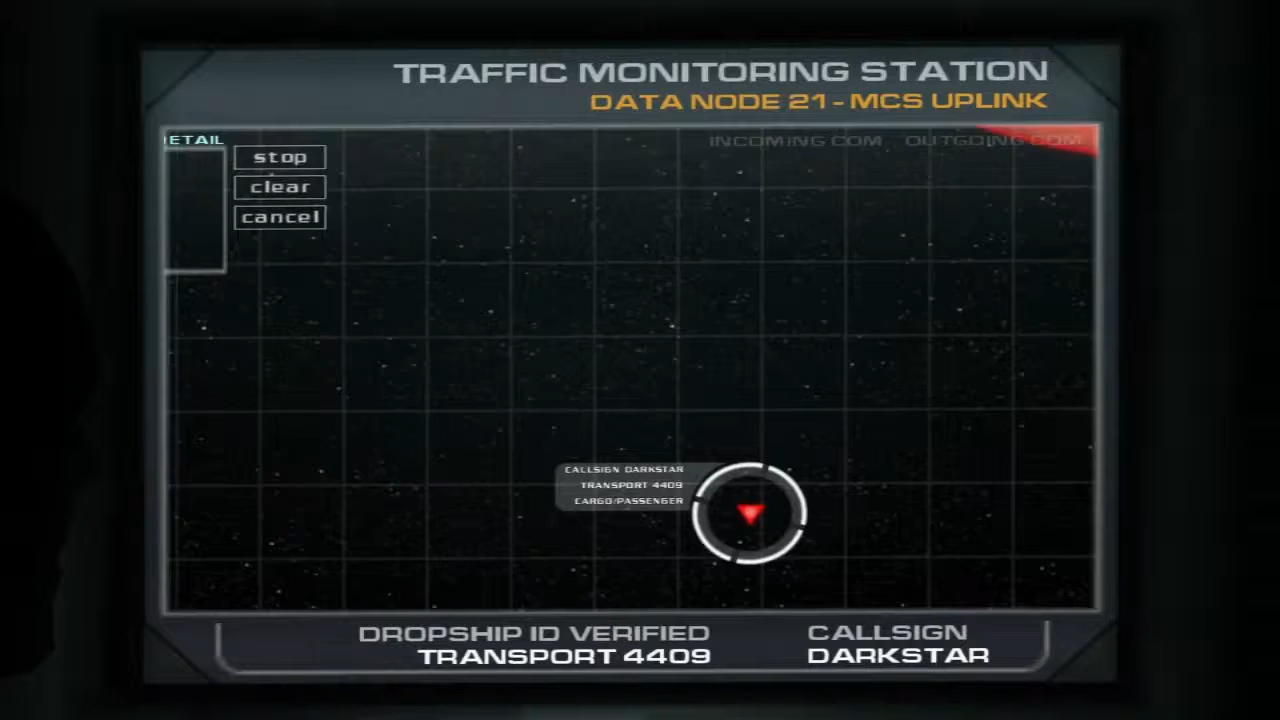 TRAFFIC MONITORING STATION
DATA NODE 21 - MCS UPLINK
ETAIL
INCOMING COM OUTGOING COM
stop
clear
cancel
CALLSIGN DARKSTAR
TRANSPORT 4409
CARGO/PASSENGER
DROPSHIP ID VERIFIED
TRANSPORT 4409
CALLSIGN
DARKSTAR